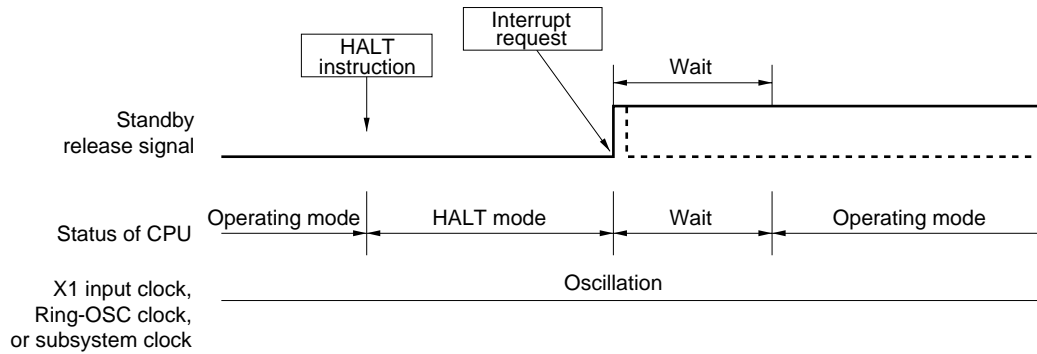 Interrupt
request
HALT
instruction
Wait
Standby
release signal
Operating mode
HALT mode
Wait
Operating mode
Status of CPU
Oscillation
X1 input clock,
Ring-OSC clock,
or subsystem clock